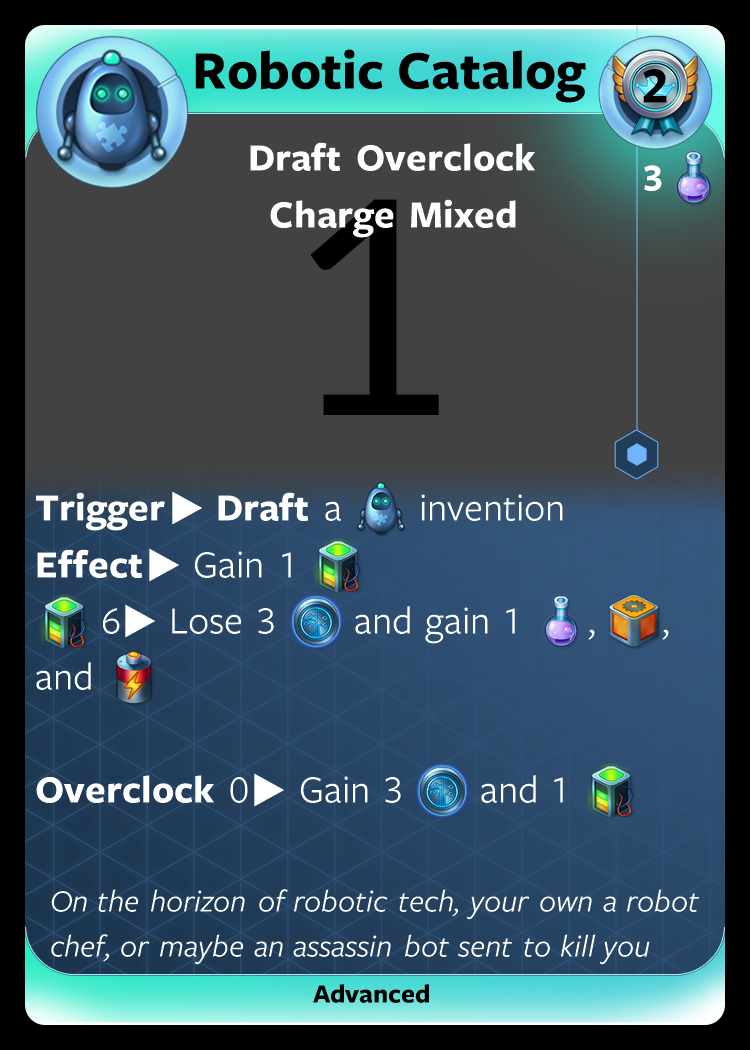 Robotic Catalog
2
Draft Overclock
3
Charge Mixed
1
Trigger▶ Draft a invention
Effect▶ Gain 1
6▶ Lose 3 and gain 1 , ,
and
Overclock 0▶ Gain 3 and 1
On the horizon of robotic tech, your own a robot
chef, or maybe an assassin bot sent to kill you
Advanced